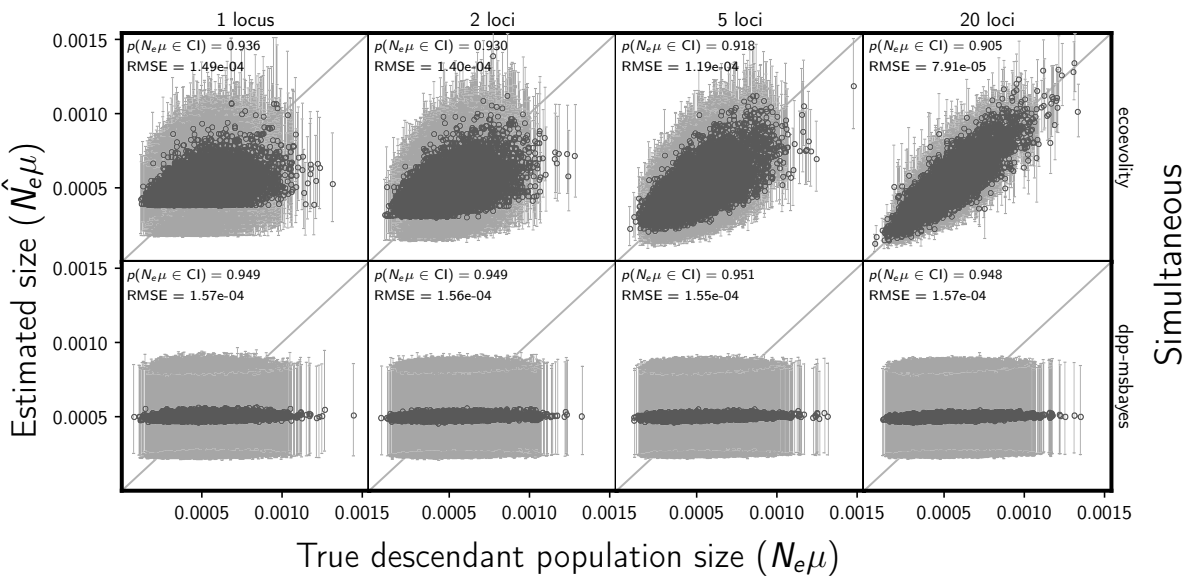 1 locus
2 loci
5 loci
20 loci
0.0015
0.0010
0.0005
p(Nₑμ ∈ CI) = 0.936
RMSE = 1.49e-04
p(Nₑμ ∈ CI) = 0.930
RMSE = 1.40e-04
p(Nₑμ ∈ CI) = 0.918
RMSE = 1.19e-04
p(Nₑμ ∈ CI) = 0.905
RMSE = 7.91e-05
ecoevolity
0.0015
0.0010
0.0005
p(Nₑμ ∈ CI) = 0.949
RMSE = 1.57e-04
p(Nₑμ ∈ CI) = 0.949
RMSE = 1.56e-04
p(Nₑμ ∈ CI) = 0.951
RMSE = 1.55e-04
p(Nₑμ ∈ CI) = 0.948
RMSE = 1.57e-04
dpp-msbayes
Simultaneous
Estimated size (N̂ₑμ)
0.0005 0.0010 0.0015
0.0005 0.0010 0.0015
0.0005 0.0010 0.0015
0.0005 0.0010 0.0015
True descendant population size (Nₑμ)